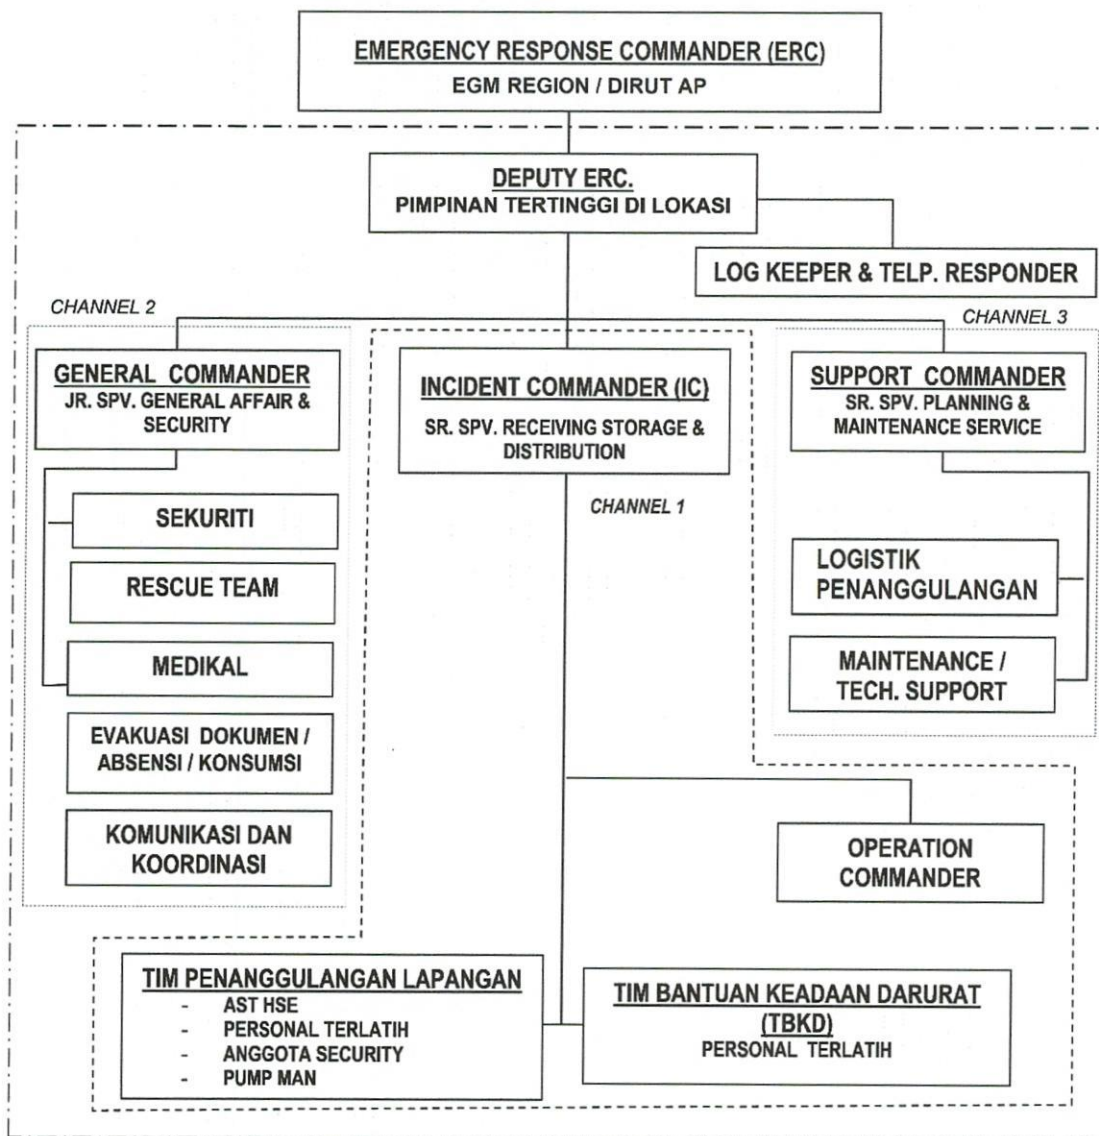 EMERGENCY RESPONSE COMMANDER (ERC)
EGM REGION / DIRUT AP
DEPUTY ERC.
PIMPINAN TERTINGGI DI LOKASI
LOG KEEPER & TELP. RESPONDER
CHANNEL 2
GENERAL COMMANDER
JR. SPV. GENERAL AFFAIR &
SECURITY
SEKURITI
RESCUE TEAM
MEDIKAL
EVAKUASI DOKUMEN /
ABSENSI / KONSUMSI
KOMUNIKASI DAN
KOORDINASI
INCIDENT COMMANDER (IC)
SR. SPV. RECEIVING STORAGE &
DISTRIBUTION
CHANNEL 1
CHANNEL 3
SUPPORT COMMANDER
SR. SPV. PLANNING &
MAINTENANCE SERVICE
LOGISTIK
PENANGGULANGAN
MAINTENANCE /
TECH. SUPPORT
OPERATION
COMMANDER
TIM PENANGGULANGAN LAPANGAN
- AST HSE
- PERSONAL TERLATIH
- ANGGOTA SECURITY
- PUMP MAN
TIM BANTUAN KEADAAN DARURAT
(TBKD)
PERSONAL TERLATIH